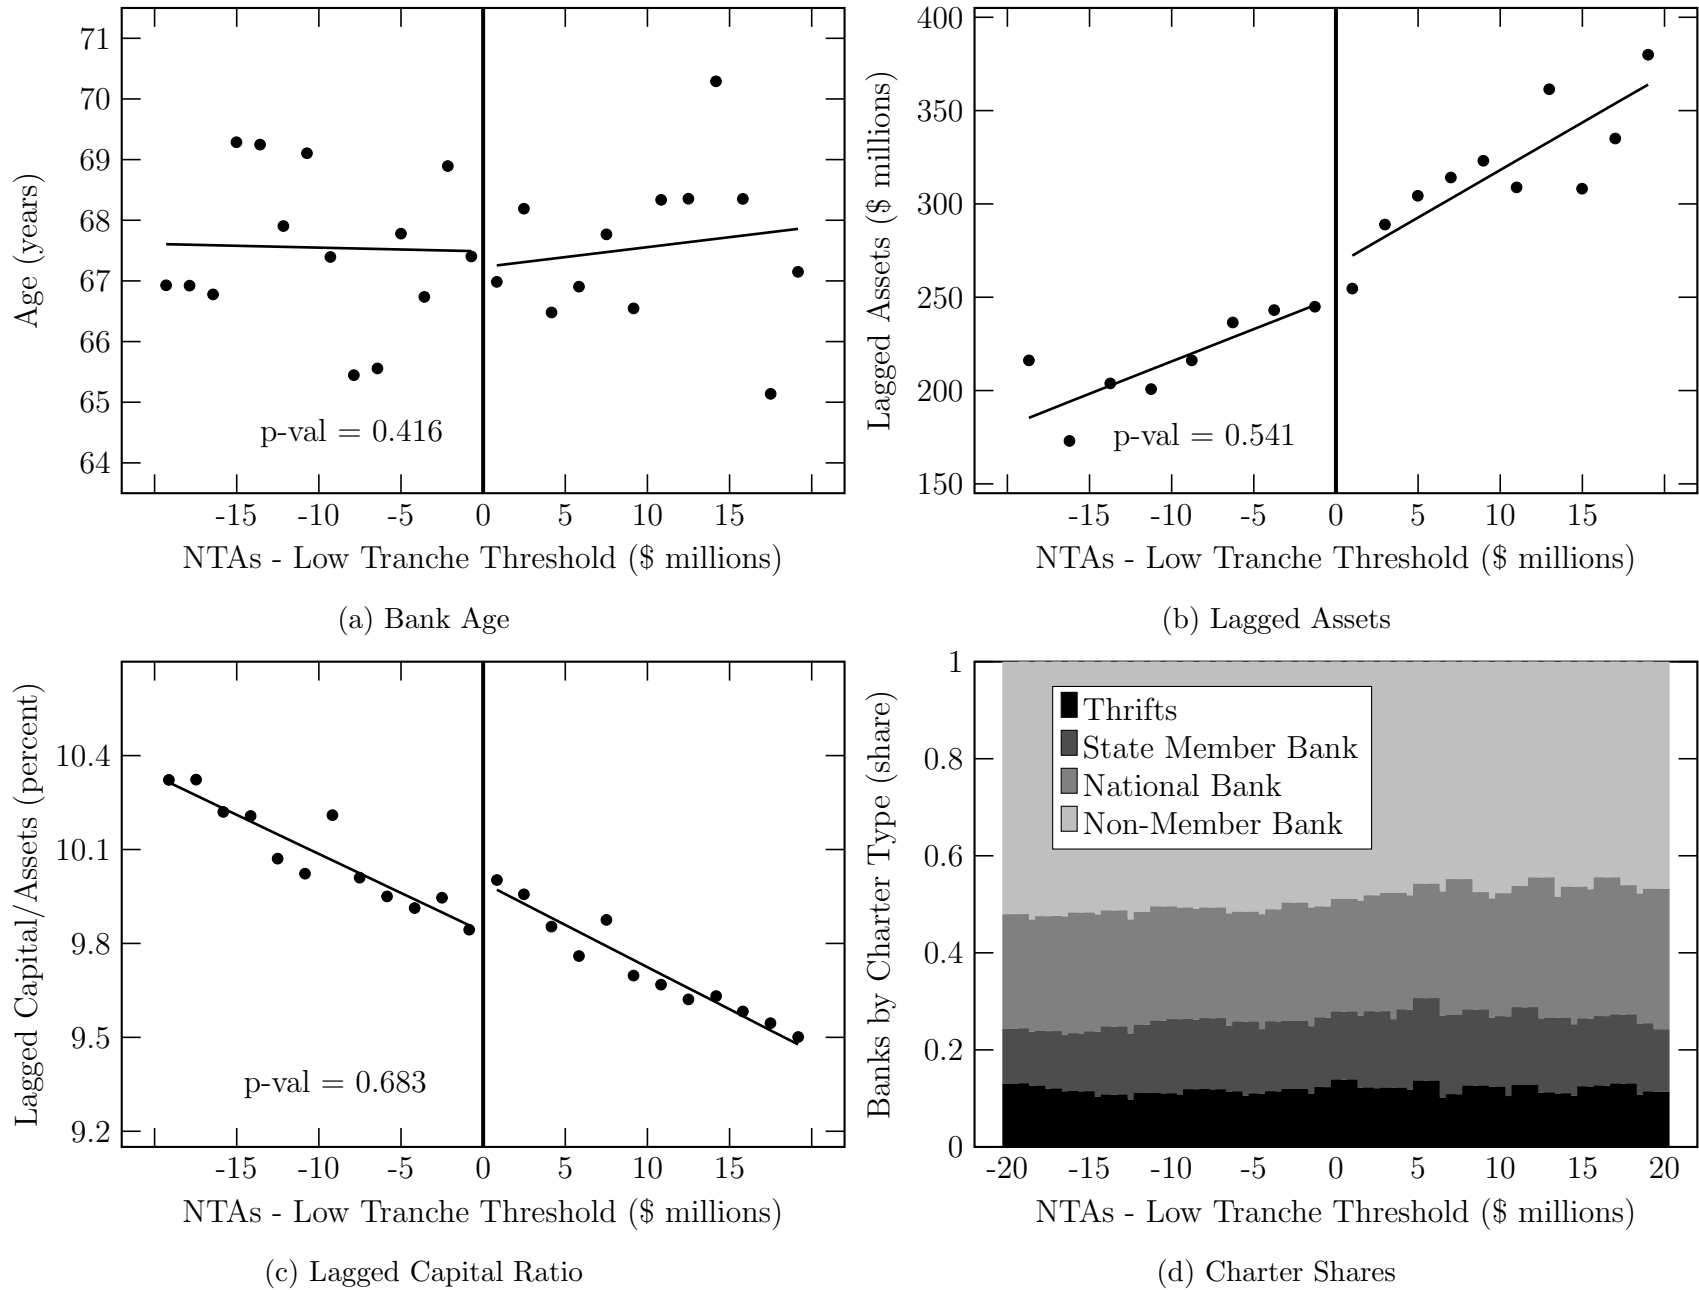 71
70
69
68
67
66
65
64
Age (years)
p-val = 0.416
-15 -10 -5 0 5 10 15
NTAs - Low Tranche Threshold ($ millions)
(a) Bank Age
400
350
300
250
200
150
Lagged Assets ($ millions)
p-val = 0.541
-15 -10 -5 0 5 10 15
NTAs - Low Tranche Threshold ($ millions)
(b) Lagged Assets
10.4
10.1
9.8
9.5
9.2
Lagged Capital/Assets (percent)
p-val = 0.683
-15 -10 -5 0 5 10 15
NTAs - Low Tranche Threshold ($ millions)
(c) Lagged Capital Ratio
1
0.8
0.6
0.4
0.2
0
Banks by Charter Type (share)
Thrifts
State Member Bank
National Bank
Non-Member Bank
-20 -15 -10 -5 0 5 10 15 20
NTAs - Low Tranche Threshold ($ millions)
(d) Charter Shares